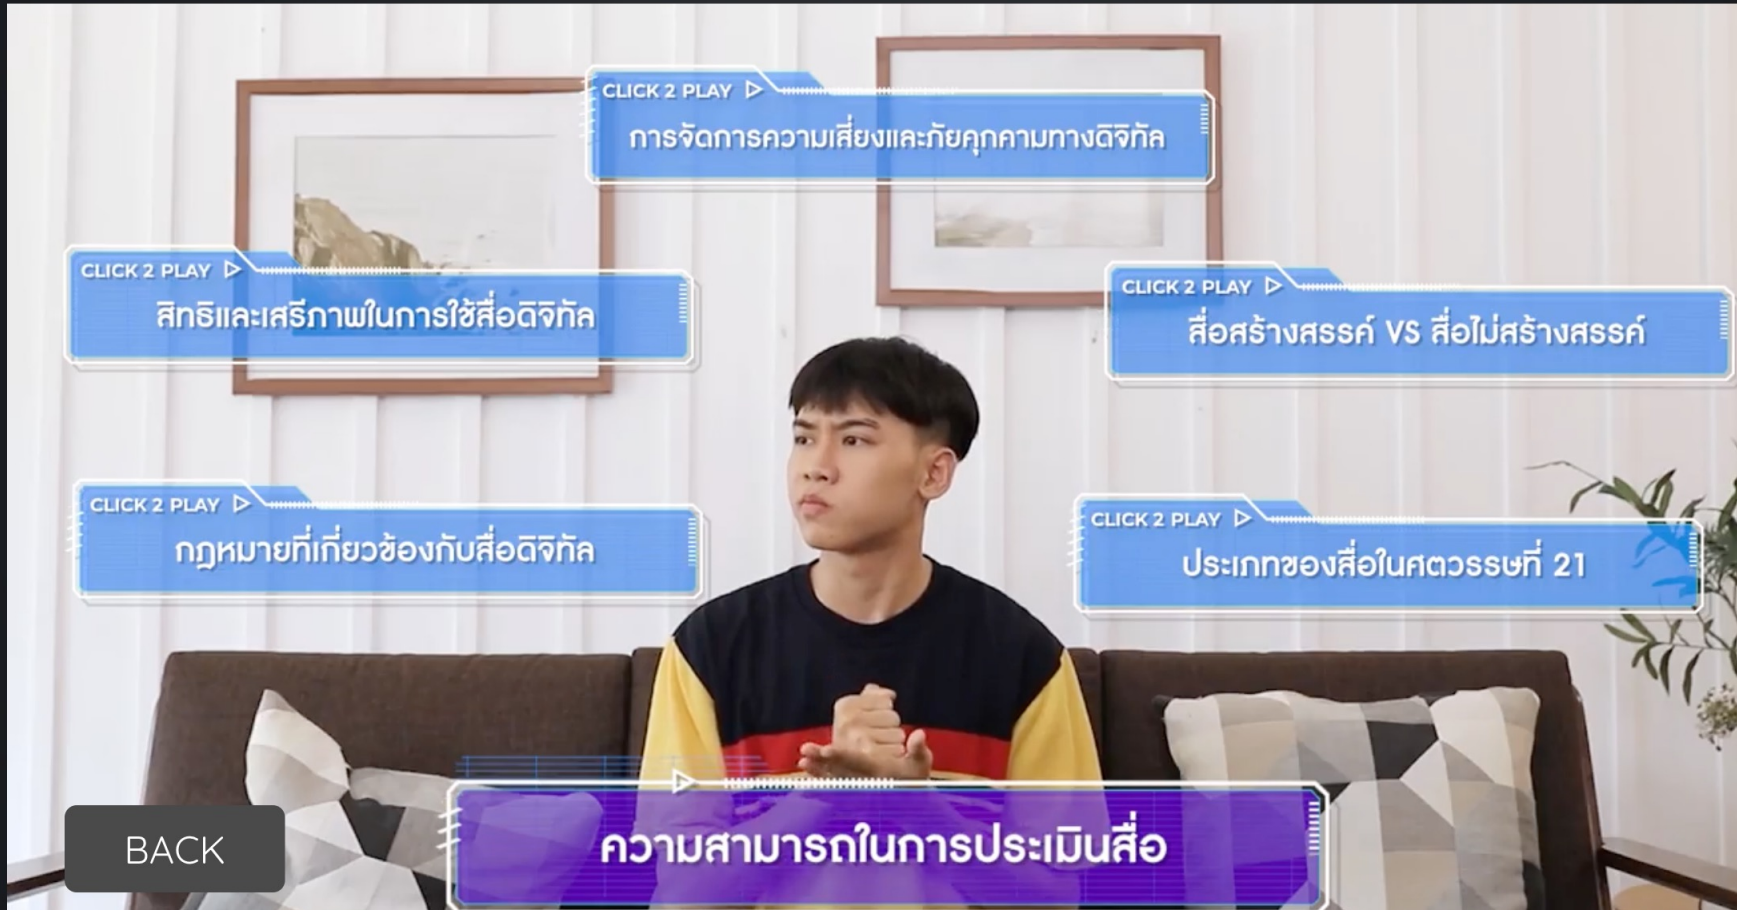 CLICK 2 PLAY
การจัดการความเสี่ยงและภัยคุกคามทางดิจิทัล
CLICK 2 PLAY
สิทธิและเสรีภาพในการใช้สื่อดิจิทัล
CLICK 2 PLAY
สื่อสร้างสรรค์ VS สื่อไม่สร้างสรรค์
CLICK 2 PLAY
กฎหมายที่เกี่ยวข้องกับสื่อดิจิทัล
CLICK 2 PLAY
ประเภทของสื่อในศตวรรษที่ 21
ความสามารถในการประเมินสื่อ
BACK